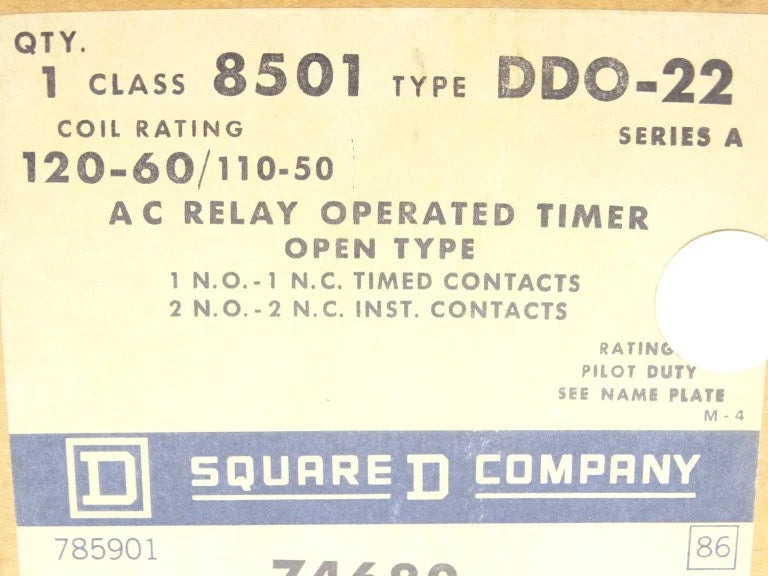 QTY.
1 CLASS 8501 TYPE DDO-22
COIL RATING
SERIES A
120-60/110-50
AC RELAY OPERATED TIMER
OPEN TYPE
1 N.O.-1 N.C. TIMED CONTACTS
2 N.O.-2 N.C. INST. CONTACTS
RATING
PILOT DUTY
SEE NAME PLATE
M-4
D SQUARE D COMPANY
785901
86